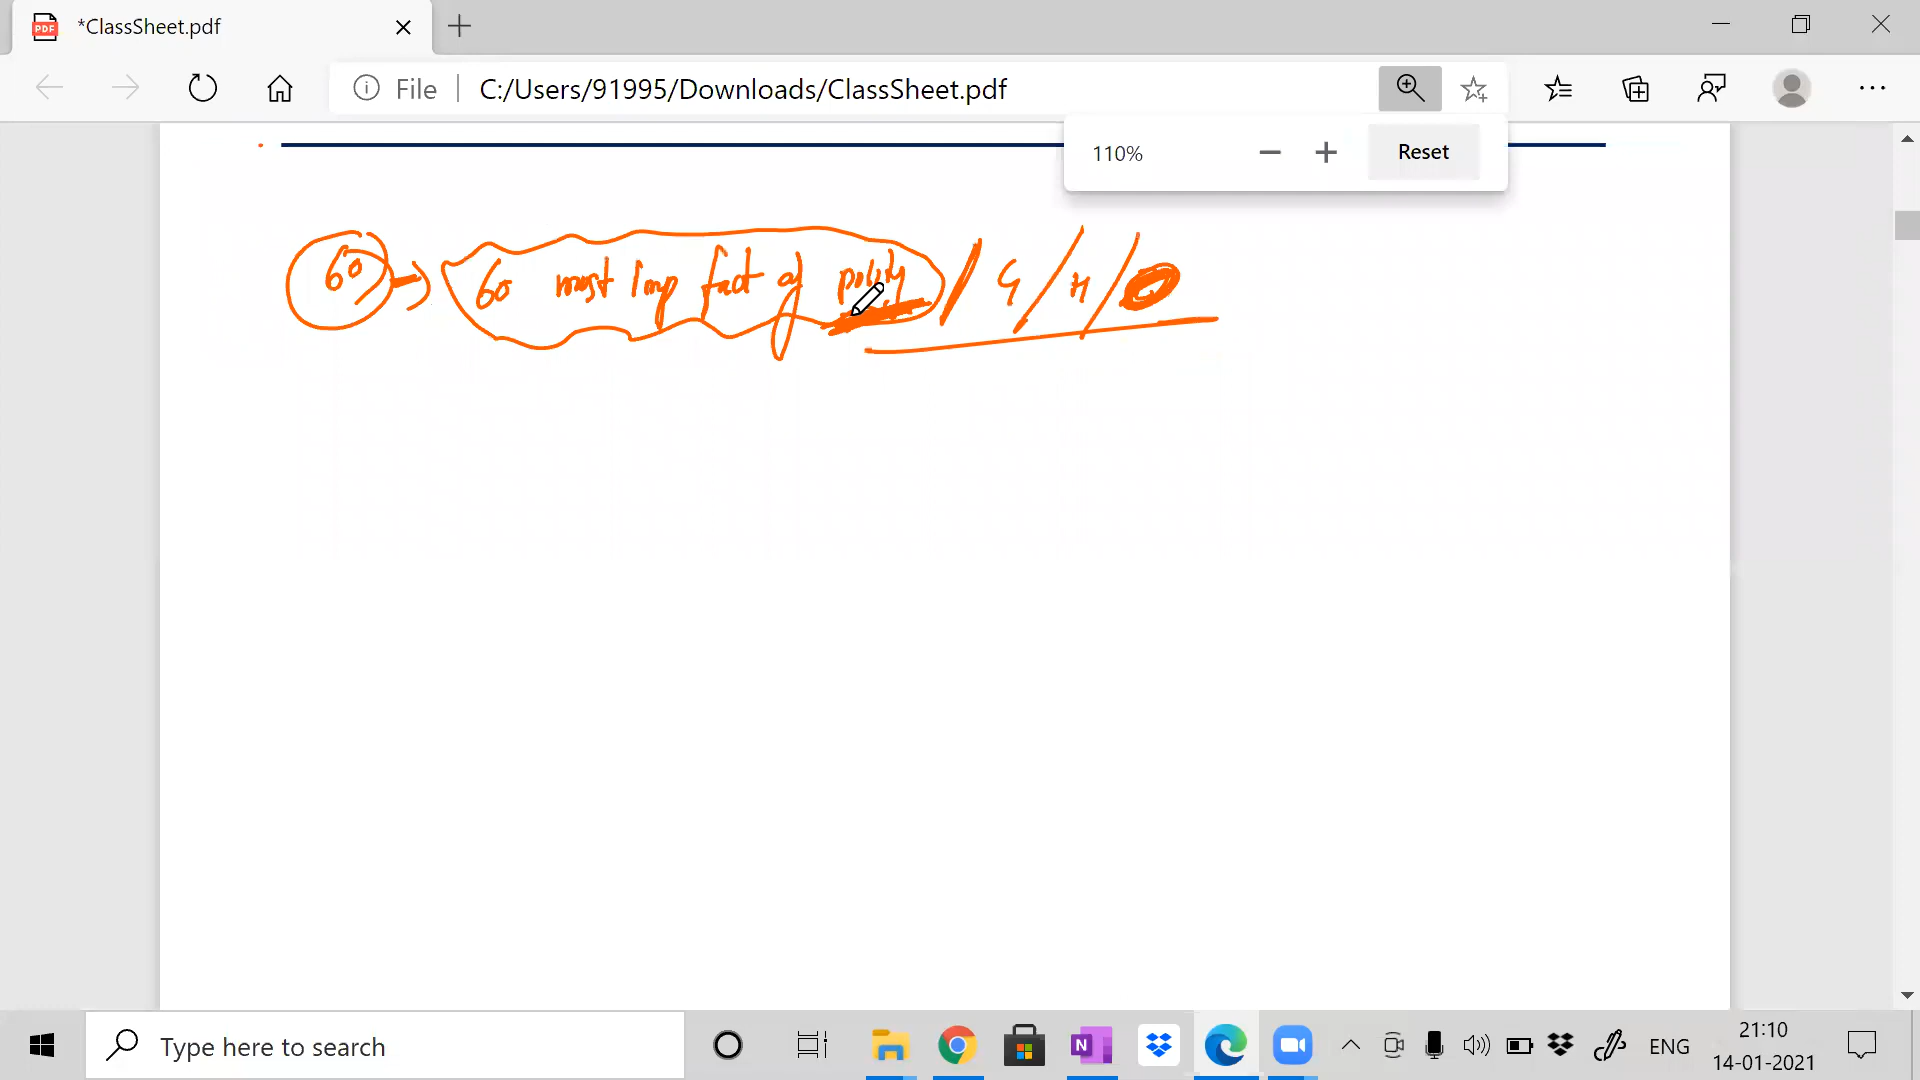 *ClassSheet.pdf
File C:/Users/91995/Downloads/ClassSheet.pdf
110% Reset
60 → 60 most Imp fact of polity / G / H /
Type here to search
ENG
21:10
14-01-2021